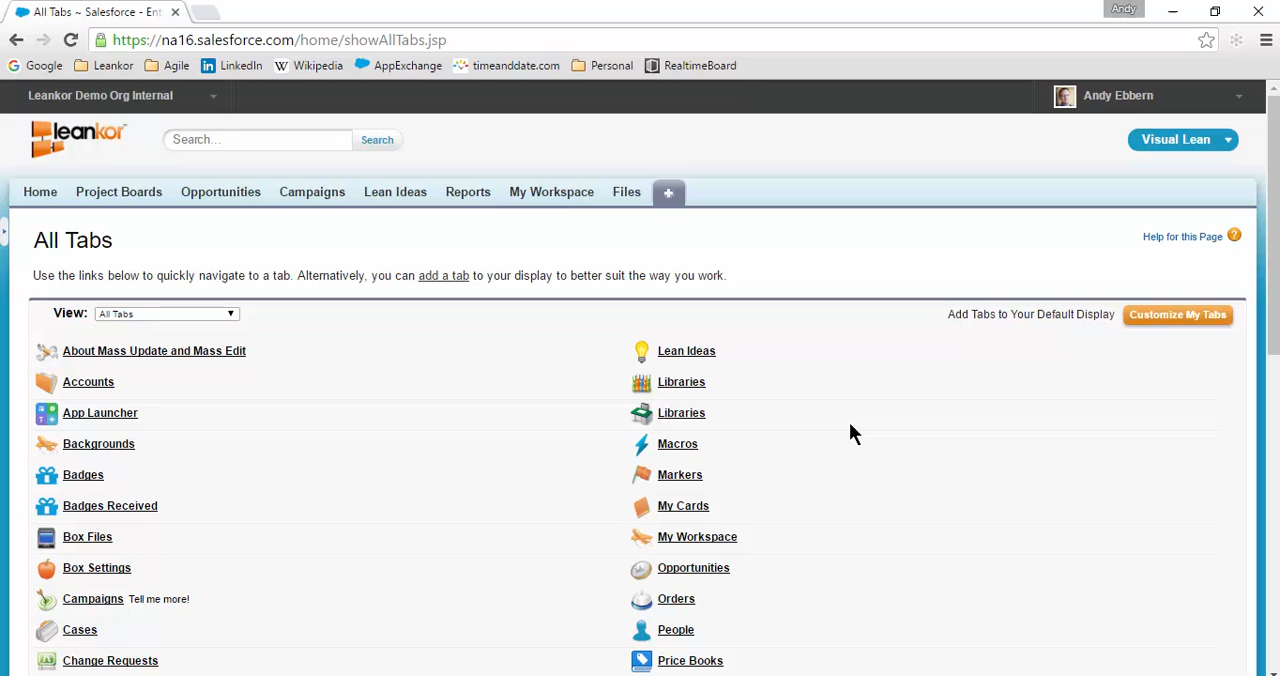 All Tabs ~ Salesforce - Ent
Andy
https://na16.salesforce.com/home/showAllTabs.jsp
Google Leankor Agile LinkedIn Wikipedia AppExchange timeanddate.com Personal RealtimeBoard
Leankor Demo Org Internal Andy Ebbern
leankor Search... Search Visual Lean
Home Project Boards Opportunities Campaigns Lean Ideas Reports My Workspace Files +
All Tabs
Help for this Page ?
Use the links below to quickly navigate to a tab. Alternatively, you can add a tab to your display to better suit the way you work.
View: All Tabs Add Tabs to Your Default Display Customize My Tabs
About Mass Update and Mass Edit Lean Ideas
Accounts Libraries
App Launcher Libraries
Backgrounds Macros
Badges Markers
Badges Received My Cards
Box Files My Workspace
Box Settings Opportunities
Campaigns Tell me more! Orders
Cases People
Change Requests Price Books